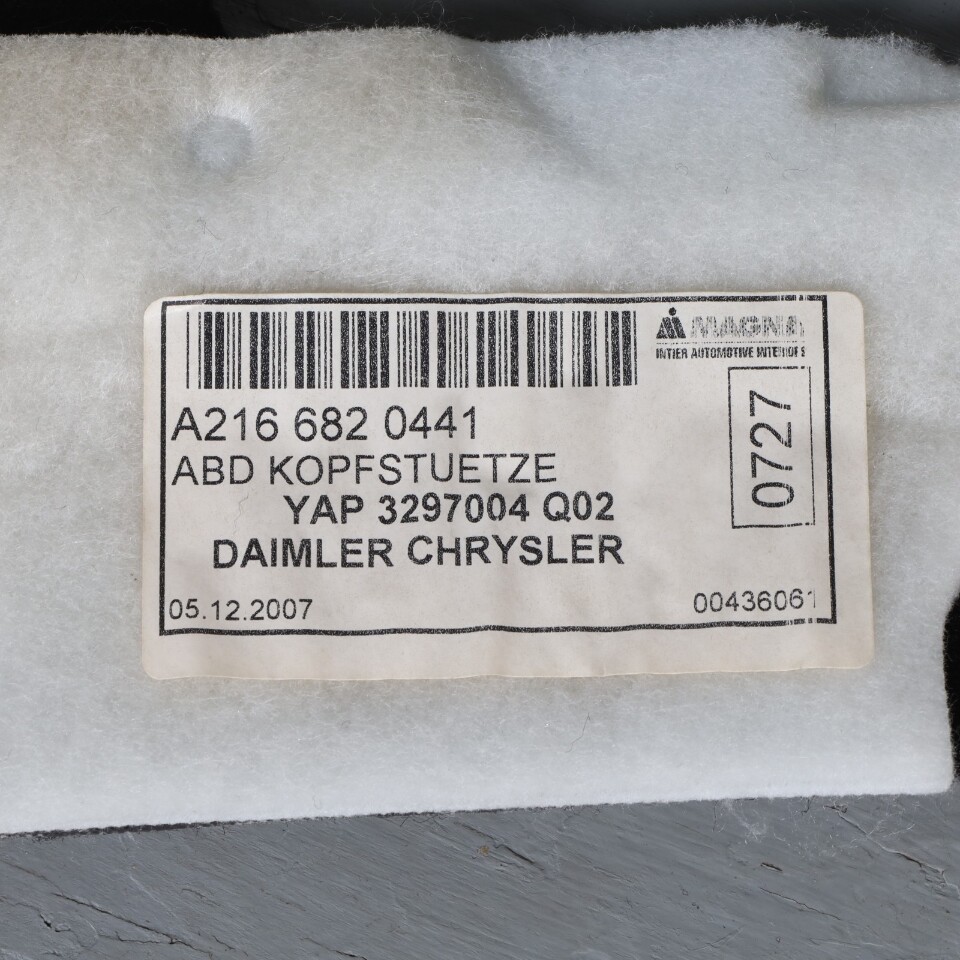 MAGNA
INTIER AUTOMOTIVE INTERIORS
A216 682 0441
0727
ABD KOPFSTUETZE
YAP 3297004 Q02
DAIMLER CHRYSLER
05.12.2007
00436061